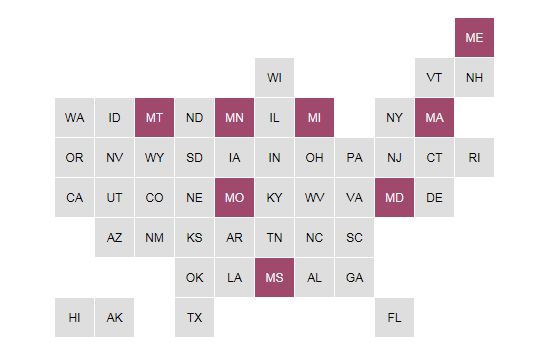 ME
WI VT NH
WA ID MT ND MN IL MI NY MA
OR NV WY SD IA IN OH PA NJ CT RI
CA UT CO NE MO KY WV VA MD DE
AZ NM KS AR TN NC SC
OK LA MS AL GA
HI AK TX FL